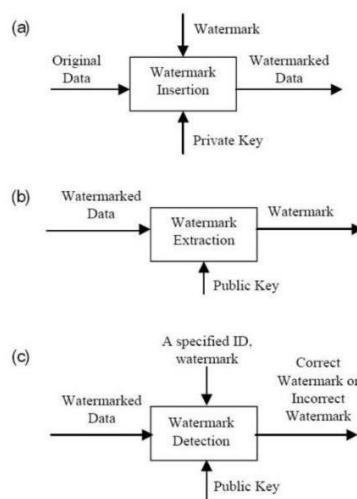 (a)
Watermark
Original
Data
Watermark
Insertion
Watermarked
Data
Private Key
(b)
Watermarked
Data
Watermark
Extraction
Watermark
Public Key
(c)
A specified ID,
watermark
Watermarked
Data
Watermark
Detection
Correct
Watermark or
Incorrect
Watermark
Public Key